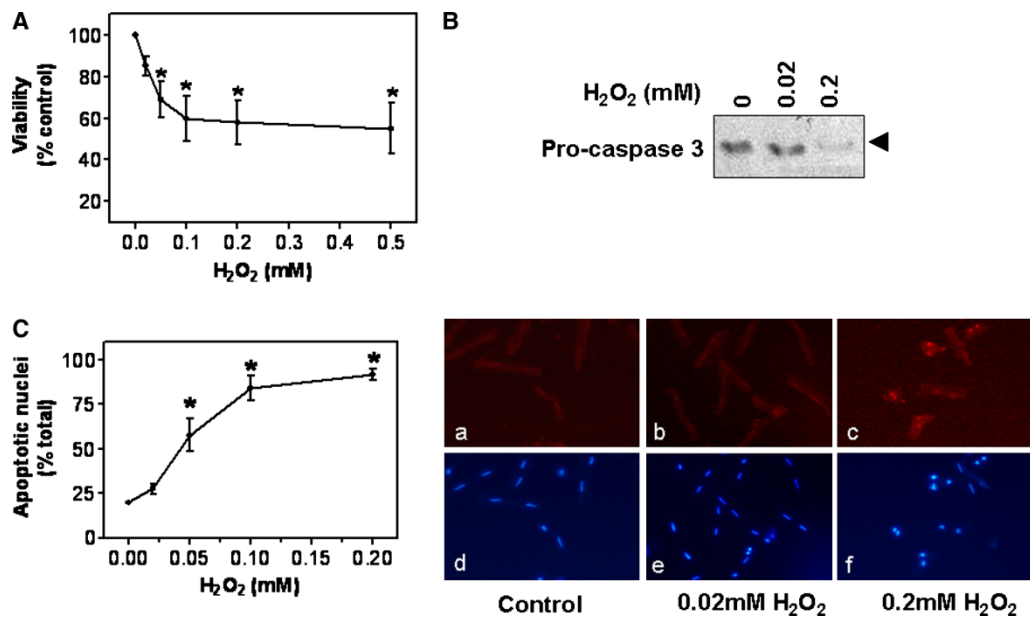 A
Viability
(% control)
100
80
60
40
20
* * * *
0.0 0.1 0.2 0.3 0.4 0.5
H₂O₂ (mM)
B
H₂O₂ (mM)
0 0.02 0.2
Pro-caspase 3
C
Apoptotic nuclei
(% total)
100
75
50
25
0
* * *
0.00 0.05 0.10 0.15 0.20
H₂O₂ (mM)
a b c
d e f
Control 0.02mM H₂O₂ 0.2mM H₂O₂